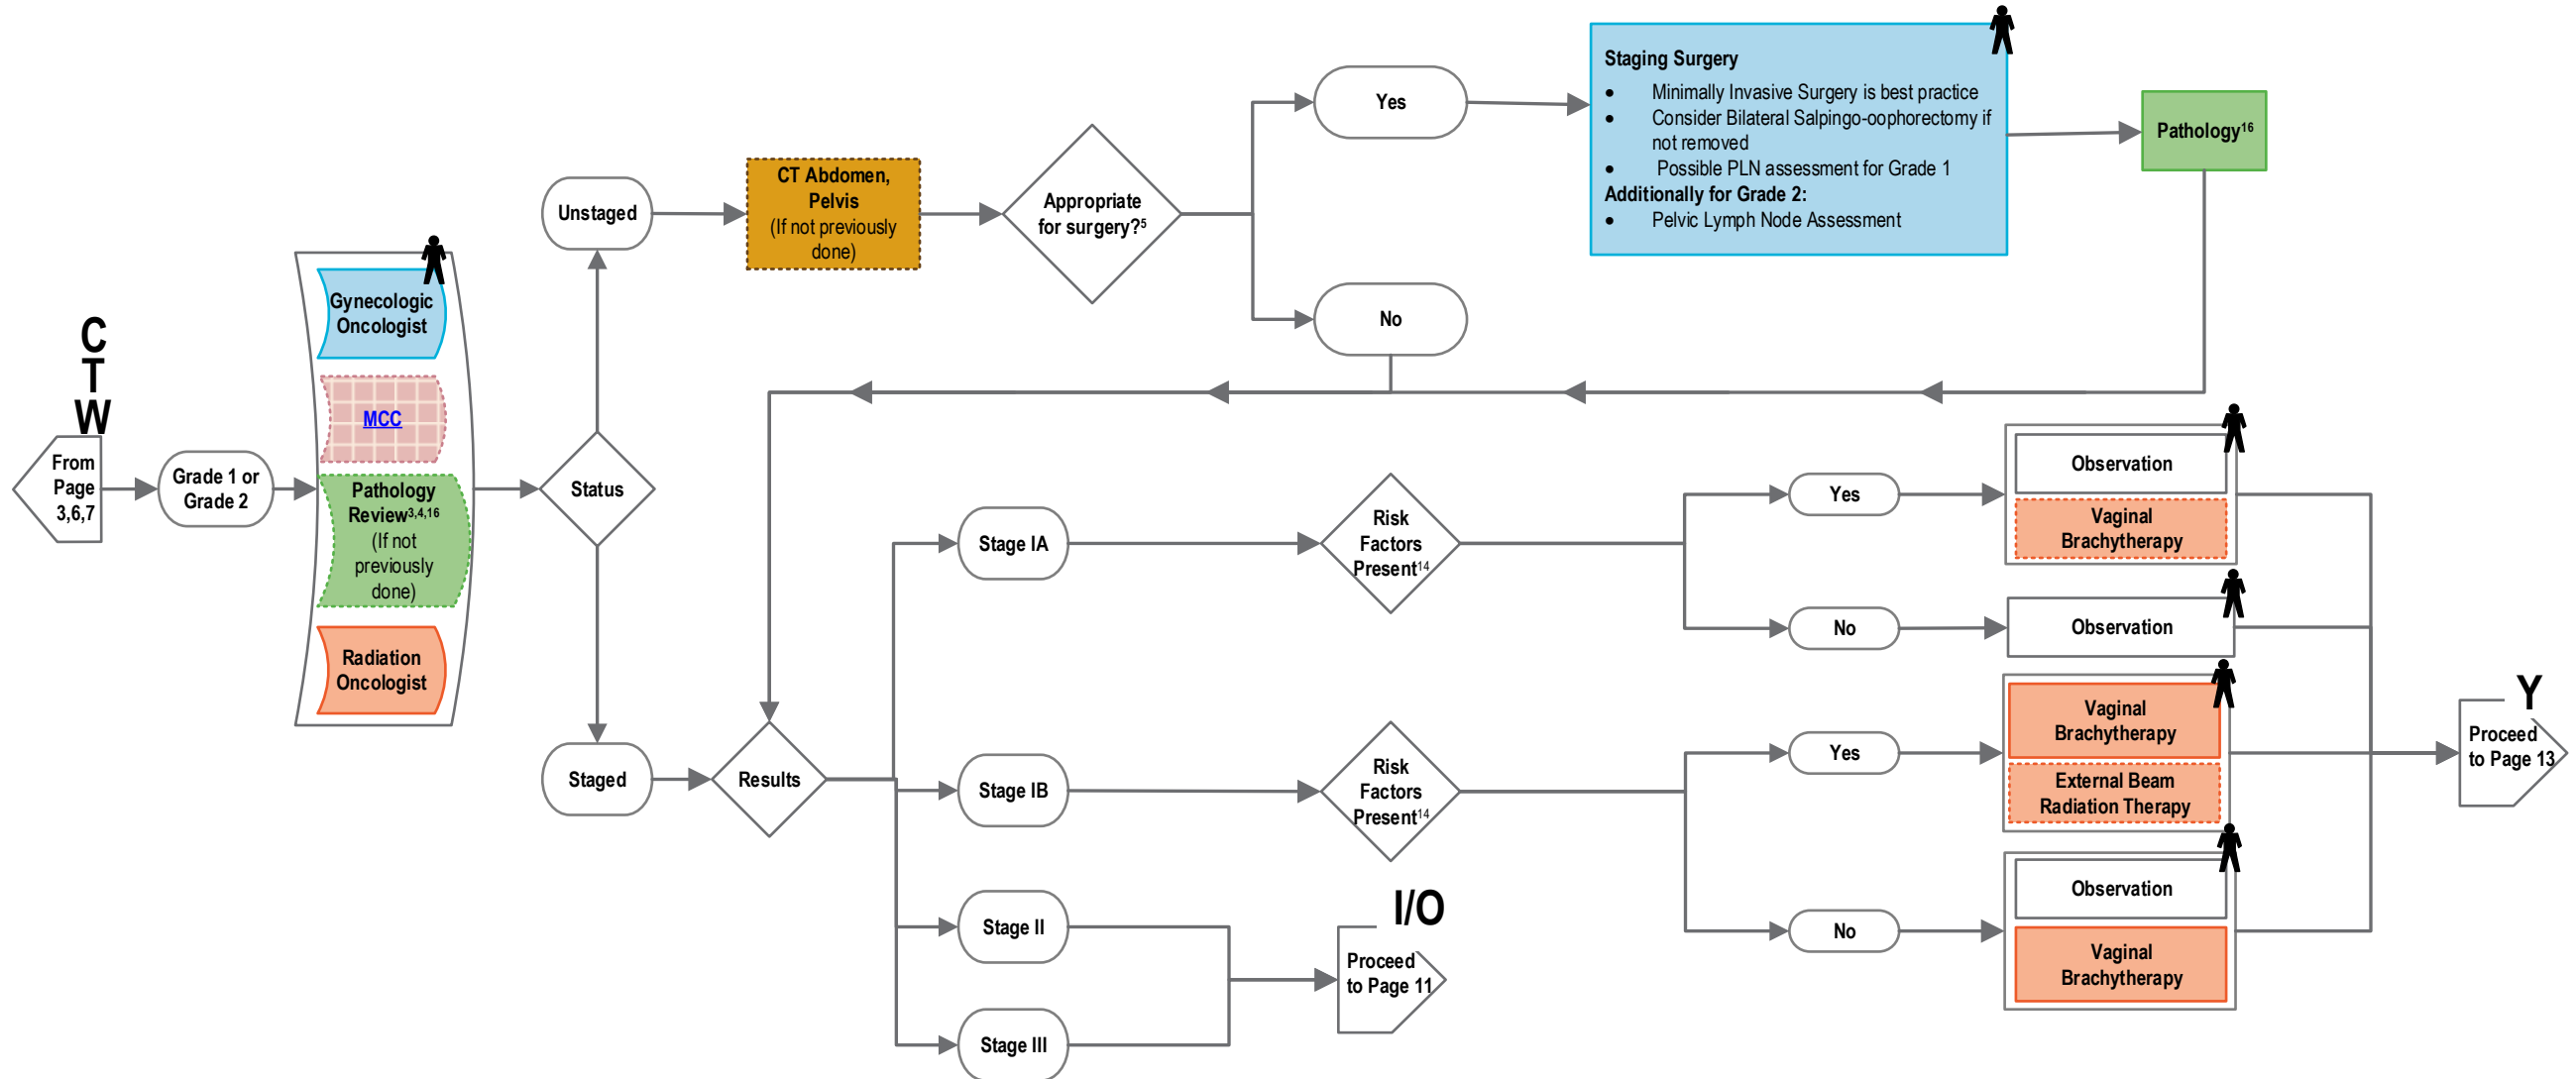 C
T
W
From
Page
3,6,7
Grade 1 or
Grade 2
Gynecologic
Oncologist
MCC
Pathology
Review3,4,16
(If not
previously
done)
Radiation
Oncologist
Status
Unstaged
CT Abdomen,
Pelvis
(If not previously
done)
Appropriate
for surgery?5
Yes
No
Staging Surgery
• Minimally Invasive Surgery is best practice
• Consider Bilateral Salpingo-oophorectomy if
not removed
• Possible PLN assessment for Grade 1
Additionally for Grade 2:
• Pelvic Lymph Node Assessment
Pathology16
Staged
Results
Stage IA
Risk
Factors
Present14
Yes
Observation
Vaginal
Brachytherapy
No
Observation
Stage IB
Risk
Factors
Present14
Yes
Vaginal
Brachytherapy
External Beam
Radiation Therapy
No
Observation
Vaginal
Brachytherapy
Stage II
Stage III
I/O
Proceed
to Page 11
Y
Proceed
to Page 13